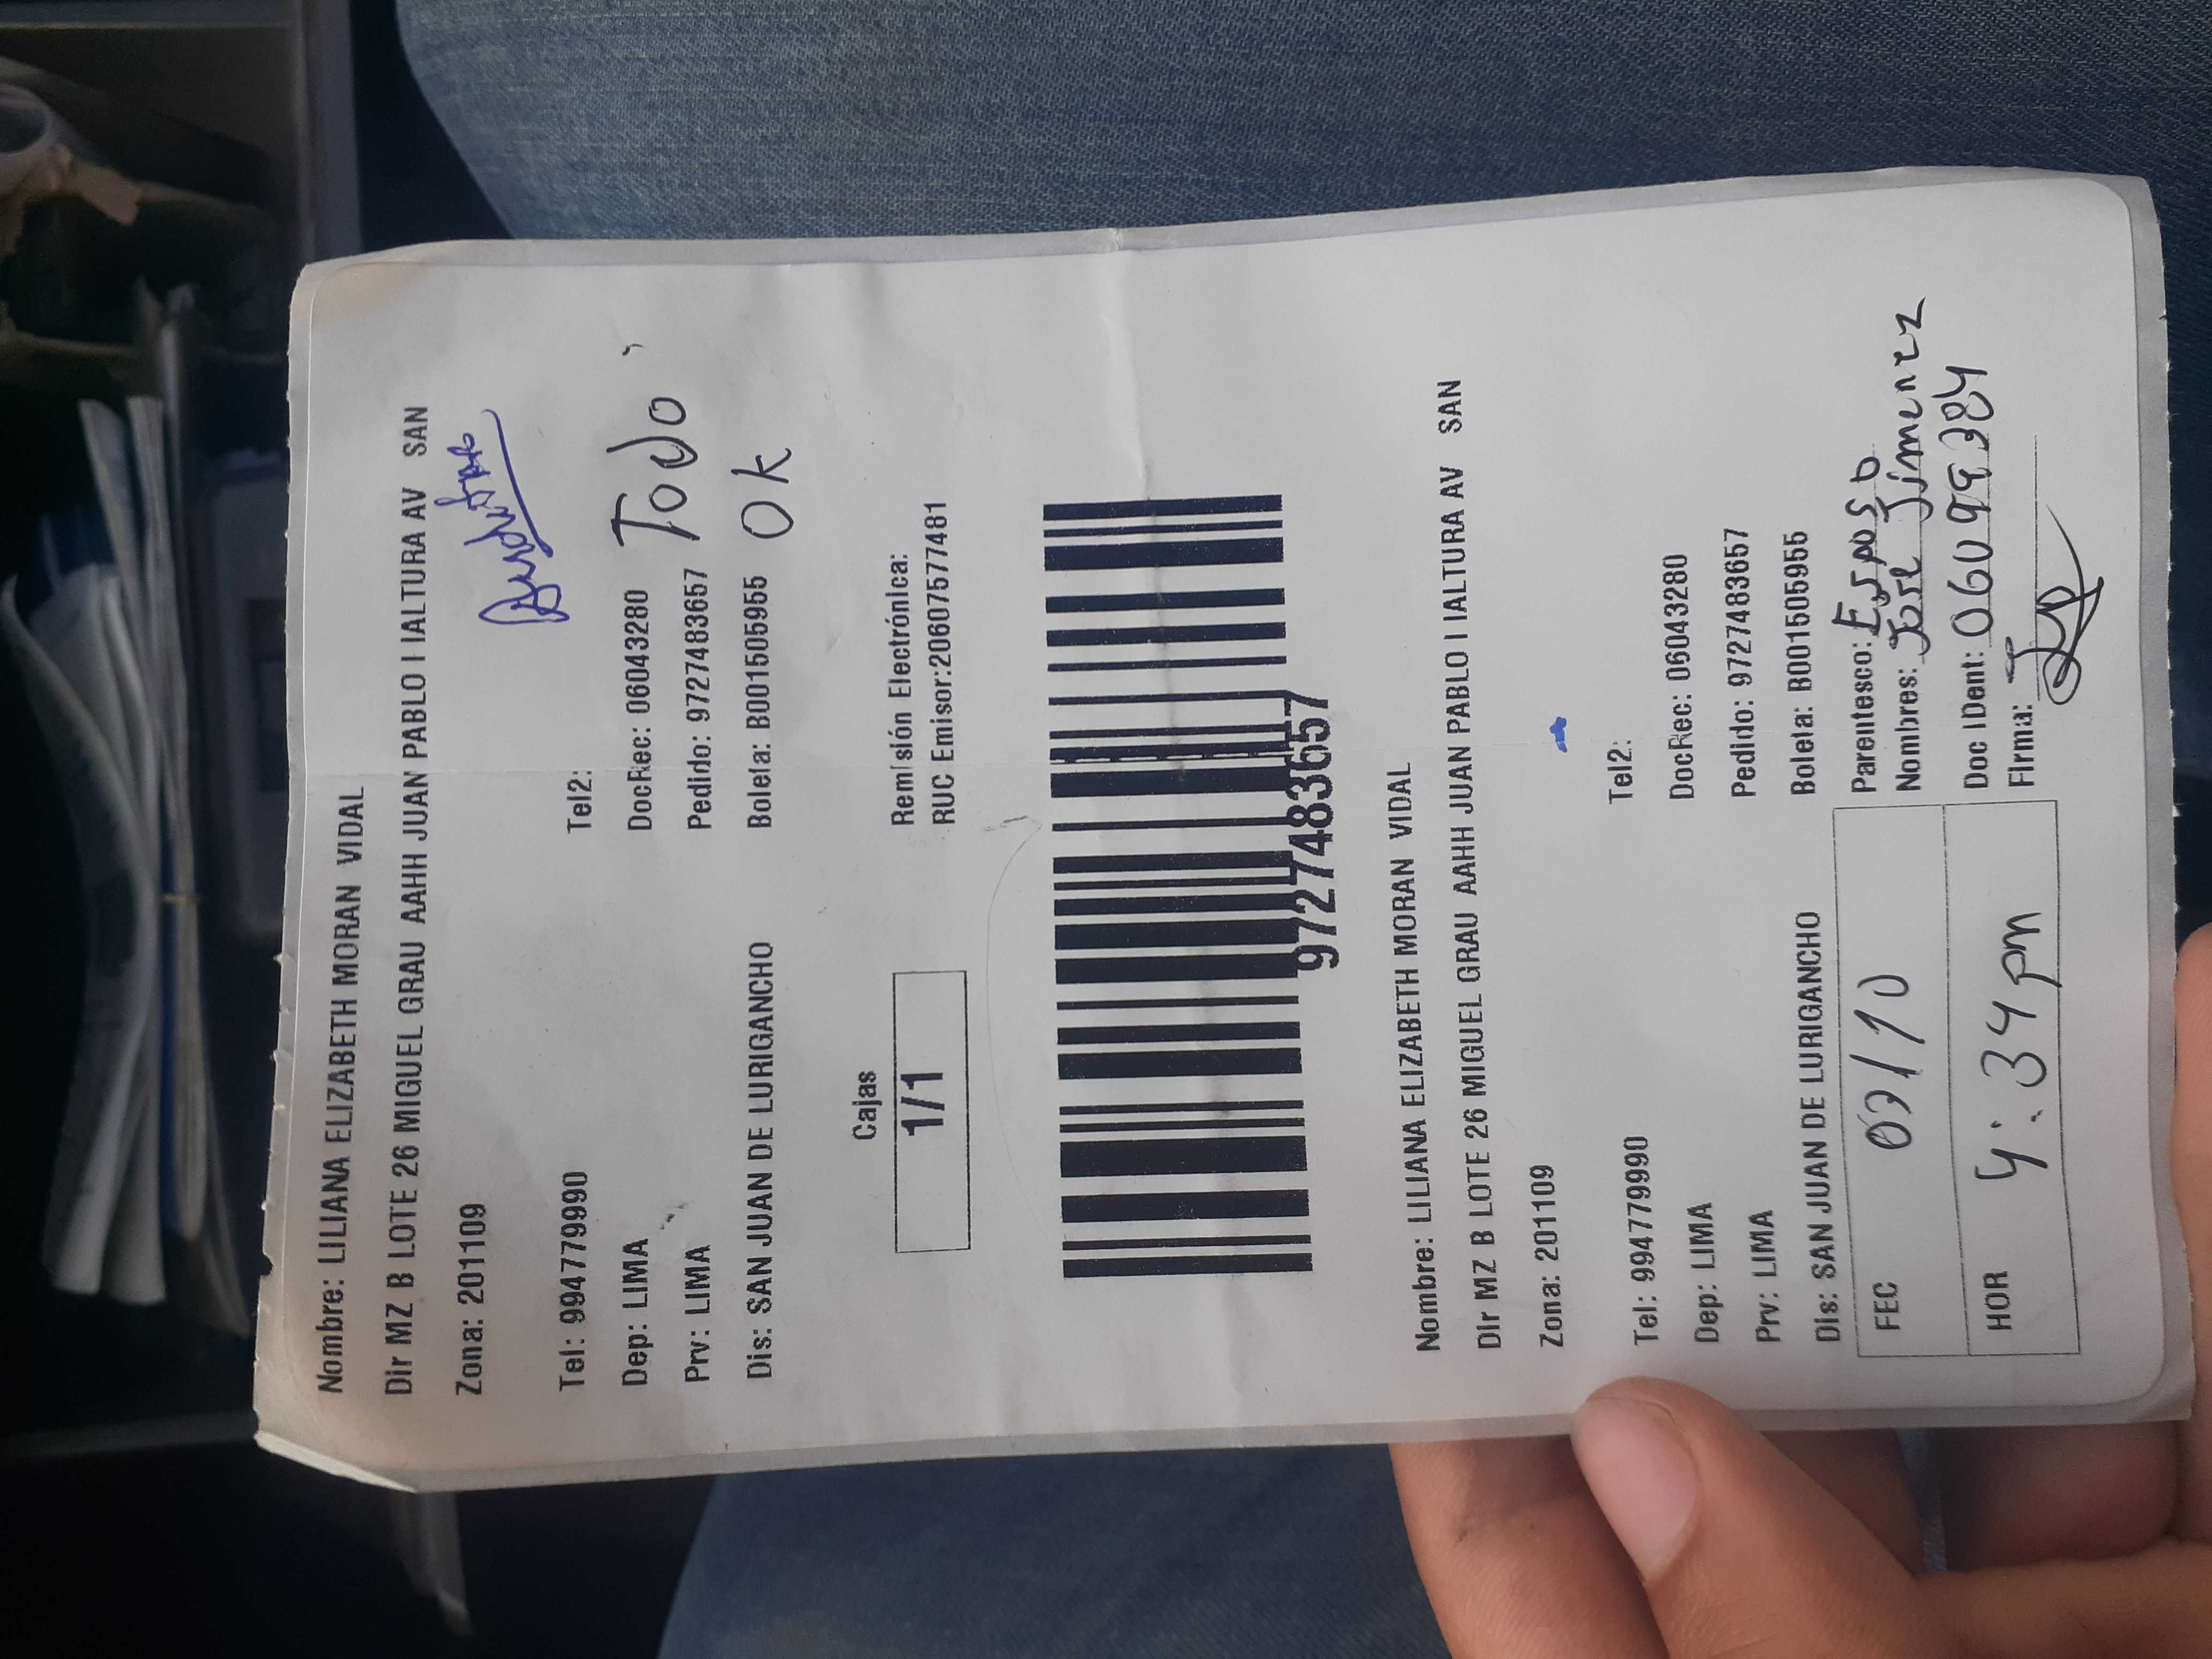 Nombre: LILIANA ELIZABETH MORAN VIDAL
Dir MZ B LOTE 26 MIGUEL GRAU AAHH JUAN PABLO I IALTURA AV SAN
Zona: 201109
Tel: 994779990 Tel2:
Dep: LIMA DocRec: 06043280
Prv: LIMA Pedido: 972748365​7
Dis: SAN JUAN DE LURIGANCHO Boleta: B001505955
Todo
OK
Cajas
1/1
Remisión Electrónica:
RUC Emisor:20607577481
9727483657
Nombre: LILIANA ELIZABETH MORAN VIDAL
Dir MZ B LOTE 26 MIGUEL GRAU AAHH JUAN PABLO I IALTURA AV SAN
Zona: 201109
Tel: 994779990 Tel2:
Dep: LIMA DocRec: 06043280
Prv: LIMA Pedido: 9727483657
Dis: SAN JUAN DE LURIGANCHO Boleta: B001505955
FEC
HOR 4:34 pm
Parentesco: Esposo
Nombres: Jose Jimenez
Doc IDent:
Firma: